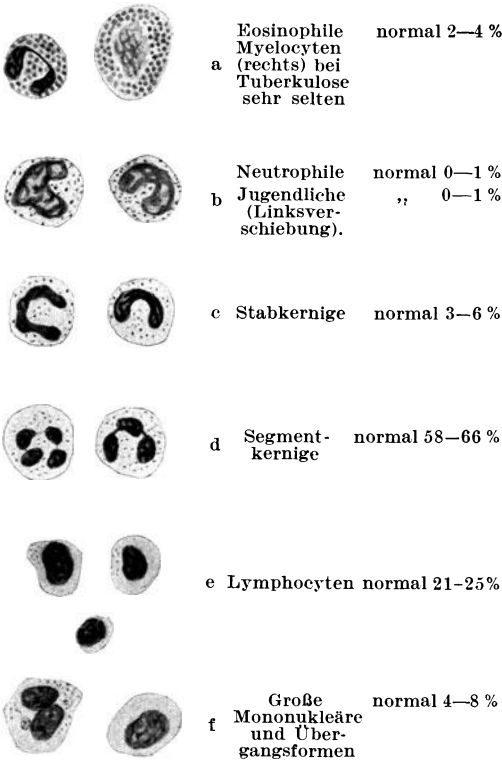 Eosinophile normal 2—4 %
Myelocyten
a (rechts) bei
Tuberkulose
sehr selten
Neutrophile normal 0—1 %
b Jugendliche „ 0—1 %
(Linksver-
schiebung).
c Stabkernige normal 3—6 %
d Segment- normal 58—66 %
kernige
e Lymphocyten normal 21-25%
Große normal 4—8 %
f Mononukleäre
und Über-
gangsformen